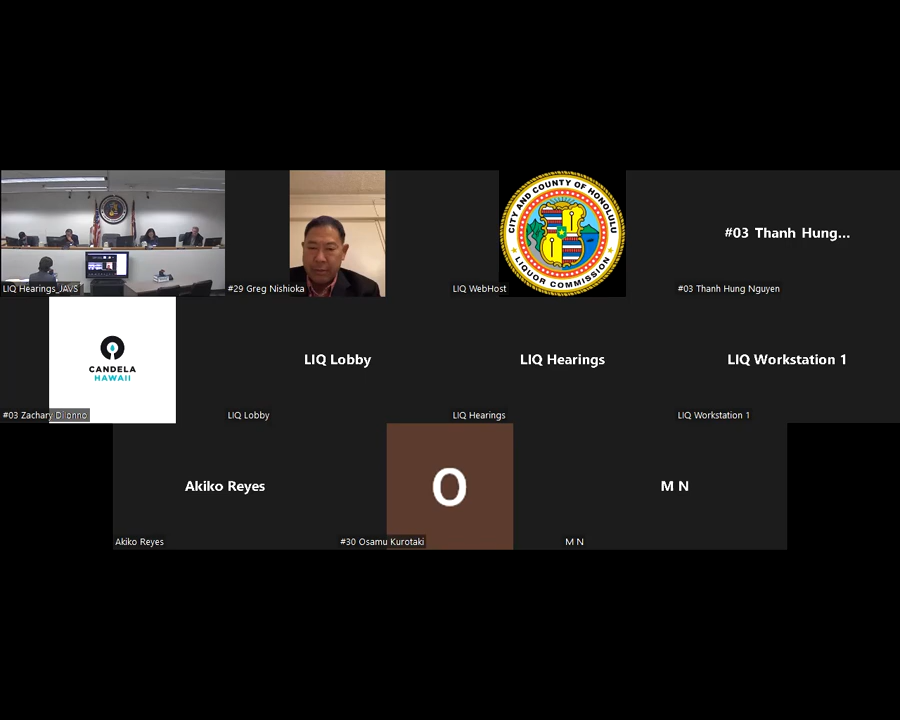 LIQ Hearings_JAVS
#29 Greg Nishioka
CITY AND COUNTY OF HONOLULU
LIQUOR COMMISSION
LIQ WebHost
#03 Thanh Hung...
#03 Thanh Hung Nguyen
CANDELA
HAWAII
#03 Zachary DiIonno
LIQ Lobby
LIQ Lobby
LIQ Hearings
LIQ Hearings
LIQ Workstation 1
LIQ Workstation 1
Akiko Reyes
Akiko Reyes
O
#30 Osamu Kurotaki
M N
M N